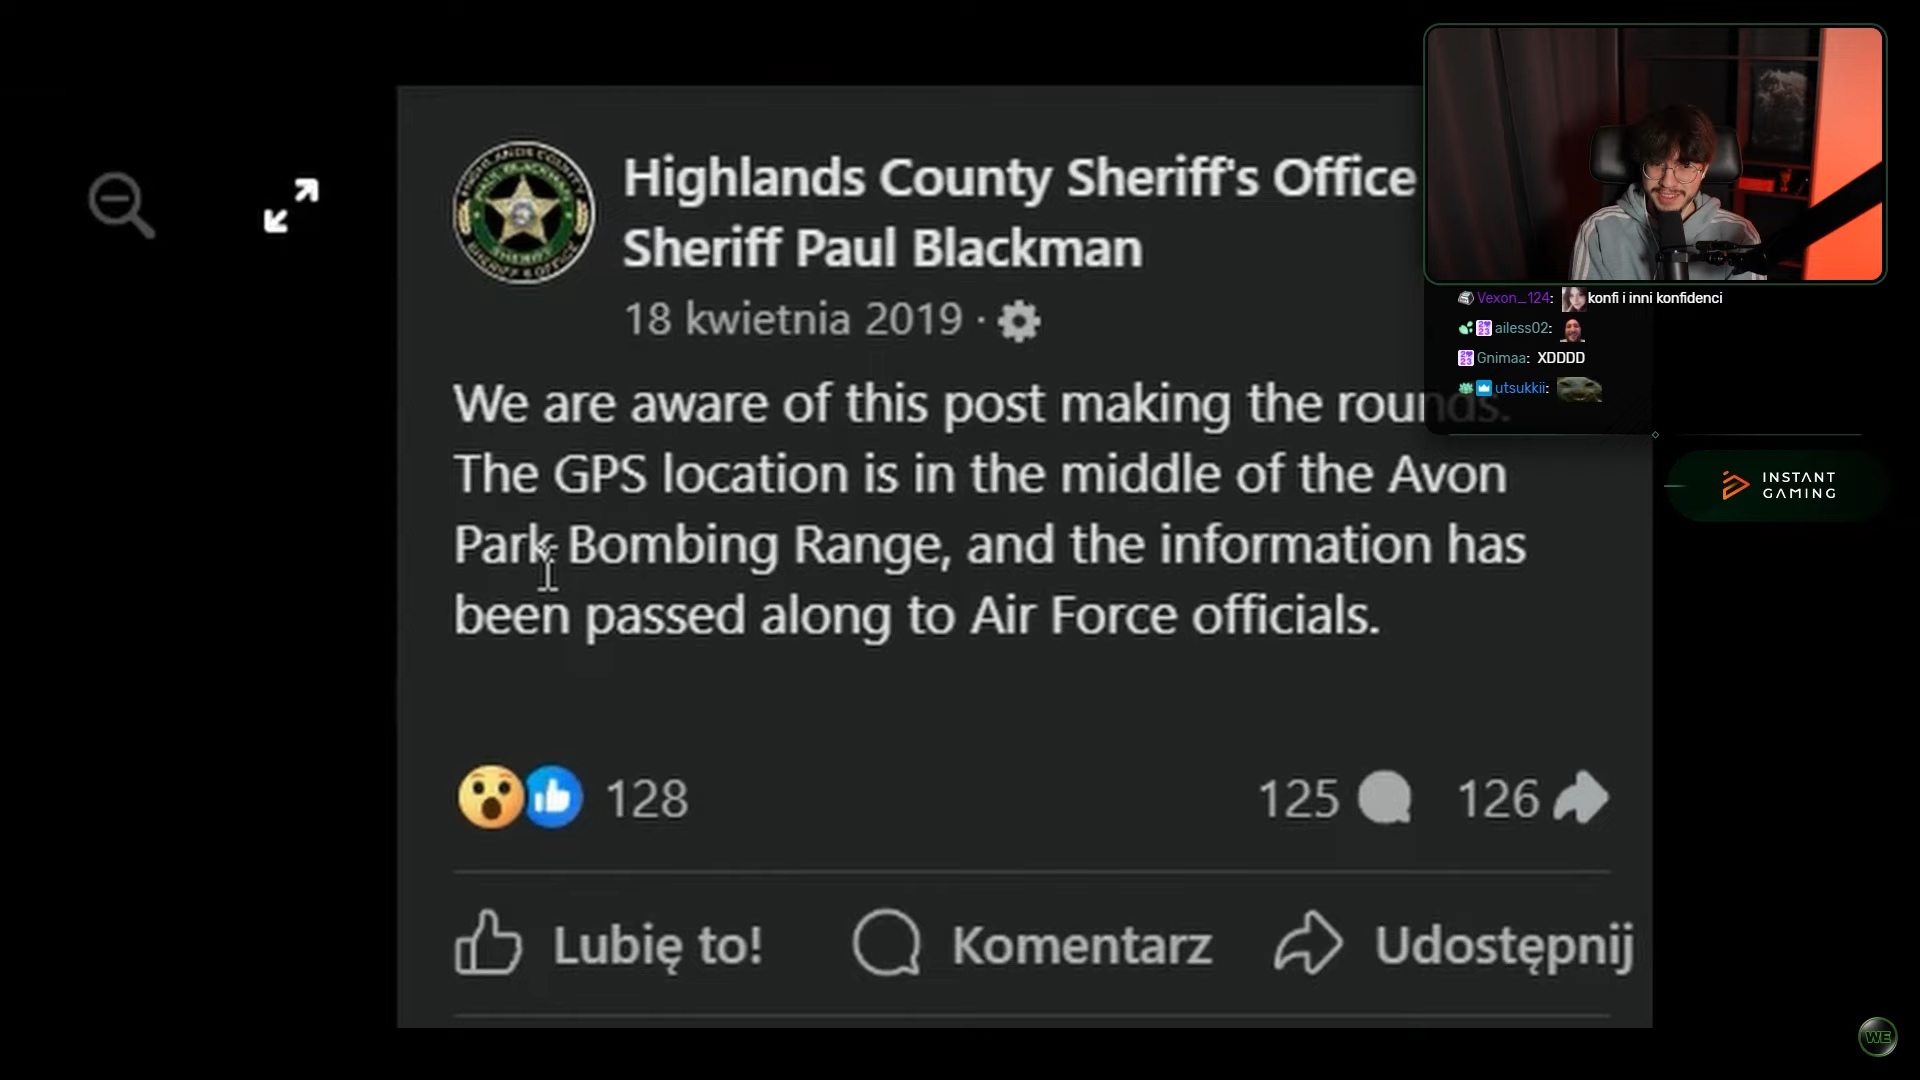 Highlands County Sheriff's Office
Sheriff Paul Blackman
18 kwietnia 2019 ·
We are aware of this post making the rounds.
The GPS location is in the middle of the Avon
Park Bombing Range, and the information has
been passed along to Air Force officials.
128
125
126
Lubię to!
Komentarz
Udostępnij
Vexon_124: konfi i inni konfidenci
ailess02:
Gnimaa: XDDDD
utsukkii:
INSTANT
GAMING
WE